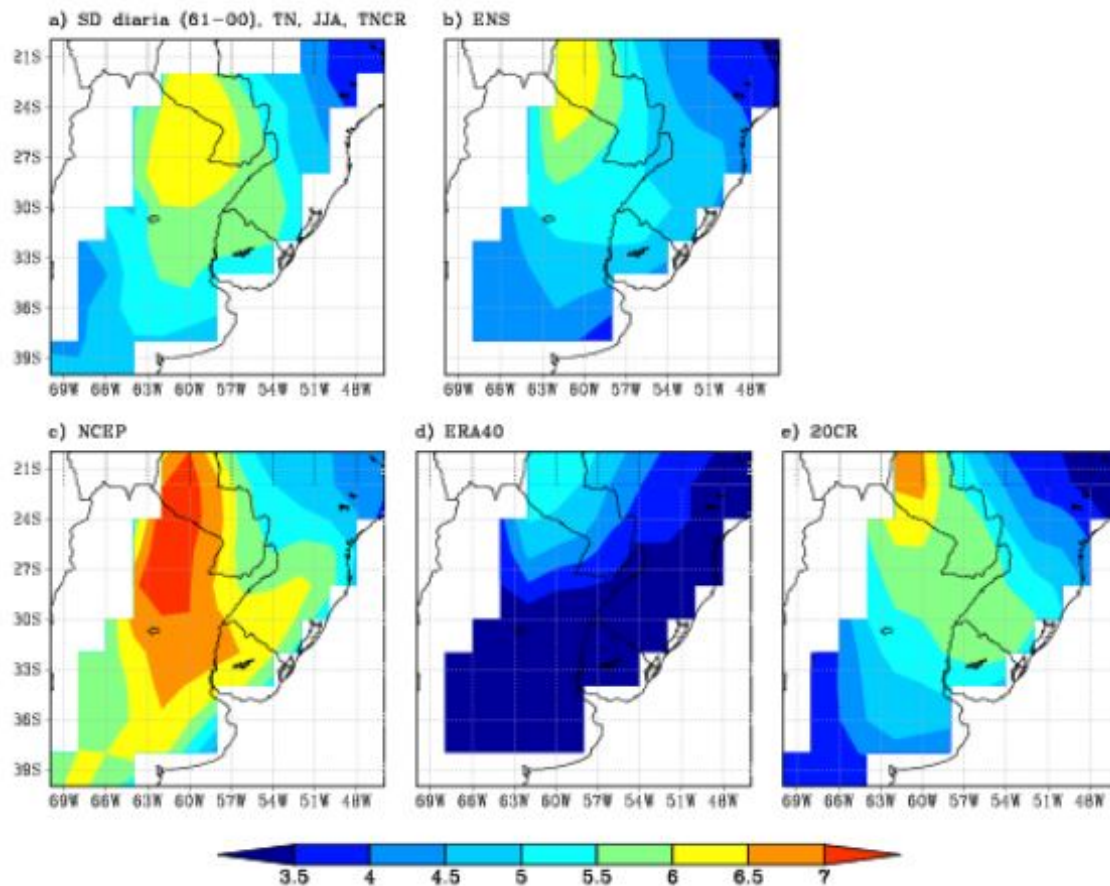 a) SD diaria (61-00), TN, JJA, TNCR
b) ENS
21S
24S
27S
30S
33S
36S
39S
69W 66W 63W 60W 57W 54W 51W 48W
69W 66W 63W 60W 57W 54W 51W 48W
c) NCEP
d) ERA40
e) 20CR
21S
24S
27S
30S
33S
36S
39S
69W 66W 63W 60W 57W 54W 51W 48W
69W 66W 63W 60W 57W 54W 51W 48W
69W 66W 63W 60W 57W 54W 51W 48W
3.5 4 4.5 5 5.5 6 6.5 7